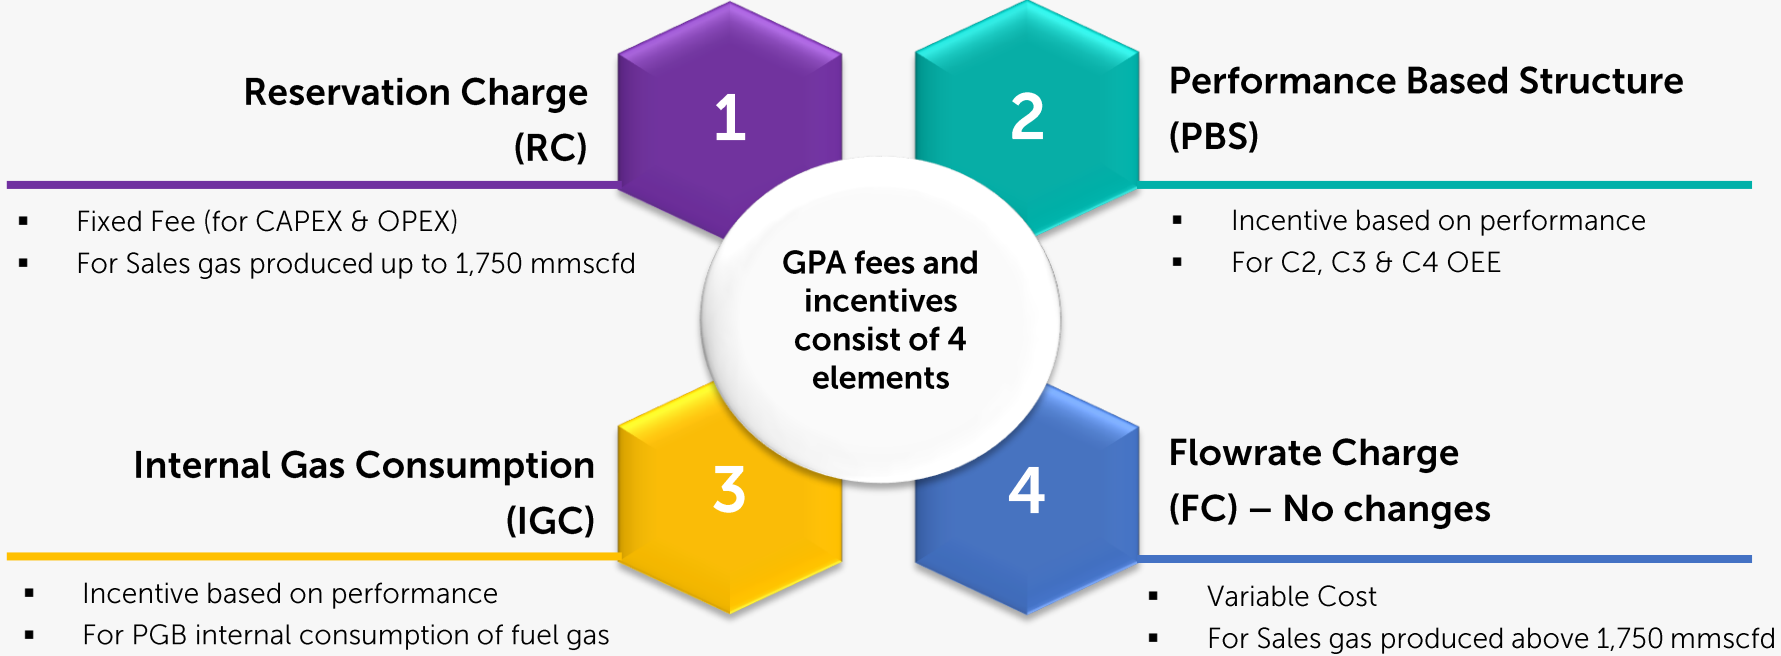 Reservation Charge
(RC)
▪ Fixed Fee (for CAPEX & OPEX)
▪ For Sales gas produced up to 1,750 mmscfd
1
2
Performance Based Structure
(PBS)
▪ Incentive based on performance
▪ For C2, C3 & C4 OEE
GPA fees and
incentives
consist of 4
elements
Internal Gas Consumption
(IGC)
▪ Incentive based on performance
▪ For PGB internal consumption of fuel gas
3
4
Flowrate Charge
(FC) – No changes
▪ Variable Cost
▪ For Sales gas produced above 1,750 mmscfd